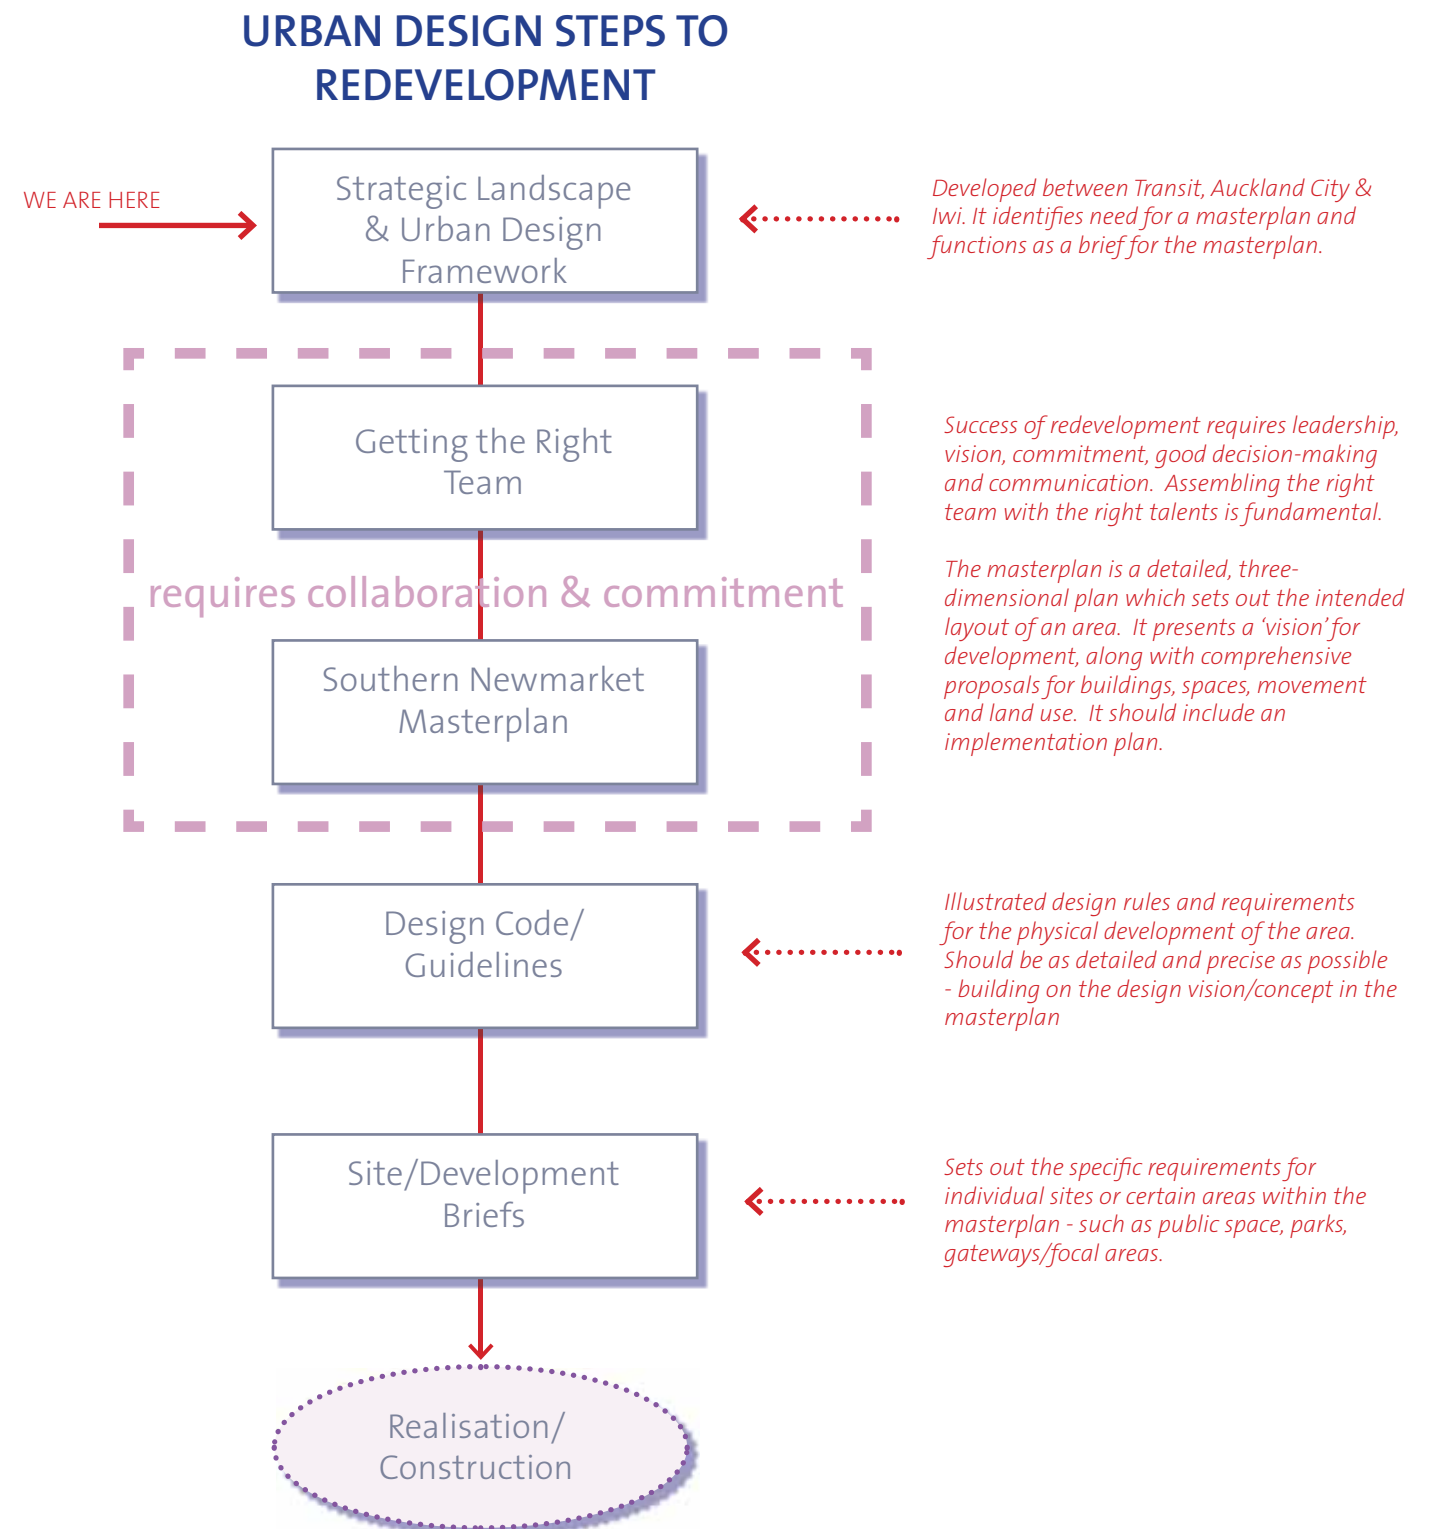 URBAN DESIGN STEPS TO
REDEVELOPMENT
WE ARE HERE
Strategic Landscape
& Urban Design
Framework
Developed between Transit, Auckland City &
Iwi. It identifies need for a masterplan and
functions as a brief for the masterplan.
Getting the Right
Team
Success of redevelopment requires leadership,
vision, commitment, good decision-making
and communication.  Assembling the right
team with the right talents is fundamental.
requires collaboration & commitment
Southern Newmarket
Masterplan
The masterplan is a detailed, three-
dimensional plan which sets out the intended
layout of an area.  It presents a ‘vision’ for
development, along with comprehensive
proposals for buildings, spaces, movement
and land use.  It should include an
implementation plan.
Design Code/
Guidelines
Illustrated design rules and requirements
for the physical development of the area.
Should be as detailed and precise as possible
- building on the design vision/concept in the
masterplan
Site/Development
Briefs
Sets out the specific requirements for
individual sites or certain areas within the
masterplan - such as public space, parks,
gateways/focal areas.
Realisation/
Construction